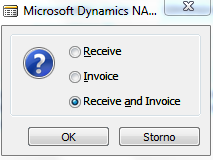 Microsoft Dynamics NA...
Receive
Invoice
Receive and Invoice
OK
Storno